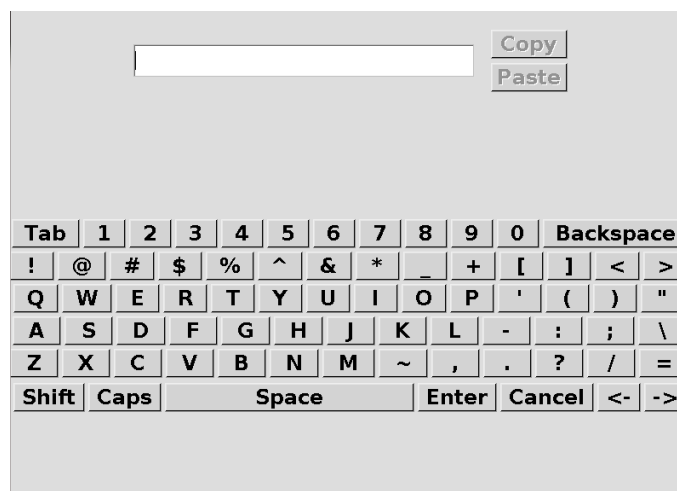 Copy
Paste
Tab 1 2 3 4 5 6 7 8 9 0 Backspace
! @ # $ % ^ & * _ + [ ] < >
Q W E R T Y U I O P ' ( ) "
A S D F G H J K L - : ; \
Z X C V B N M ~ , . ? / =
Shift Caps Space Enter Cancel <- ->